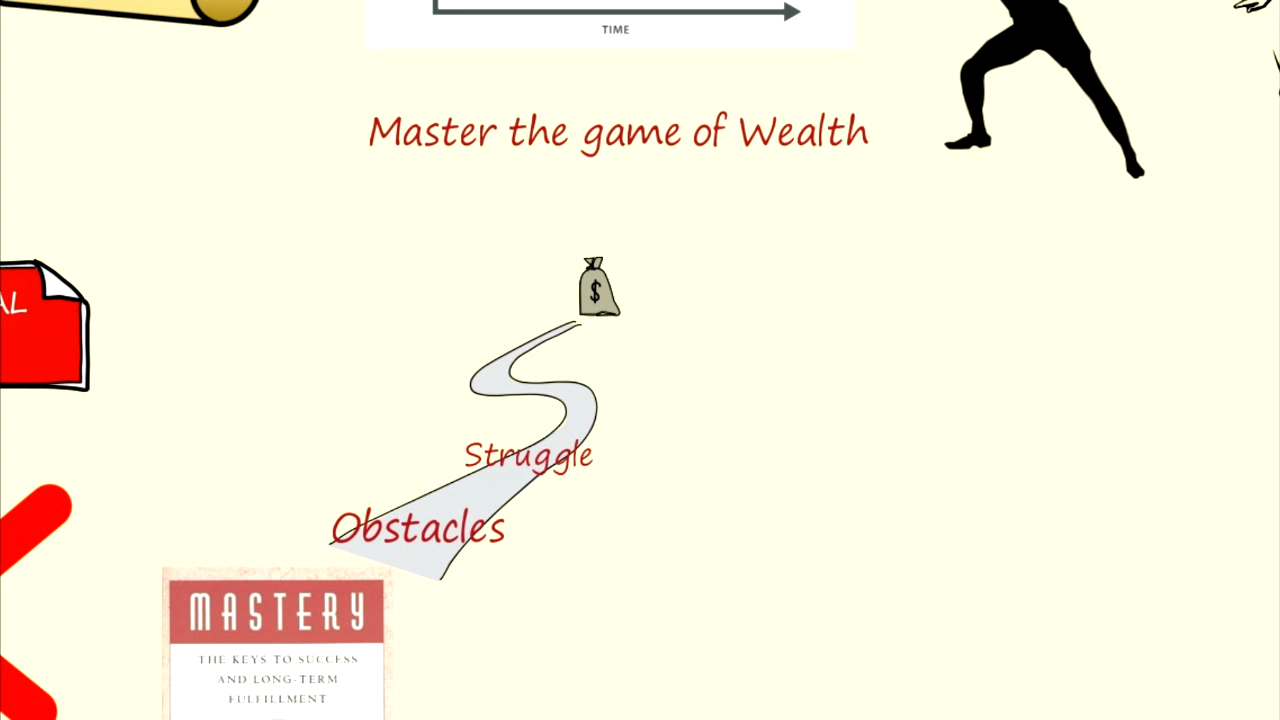 TIME
Master the game of Wealth
$
AL
Struggle
Obstacles
MASTERY
THE KEYS TO SUCCESS
AND LONG-TERM
FULFILLMENT